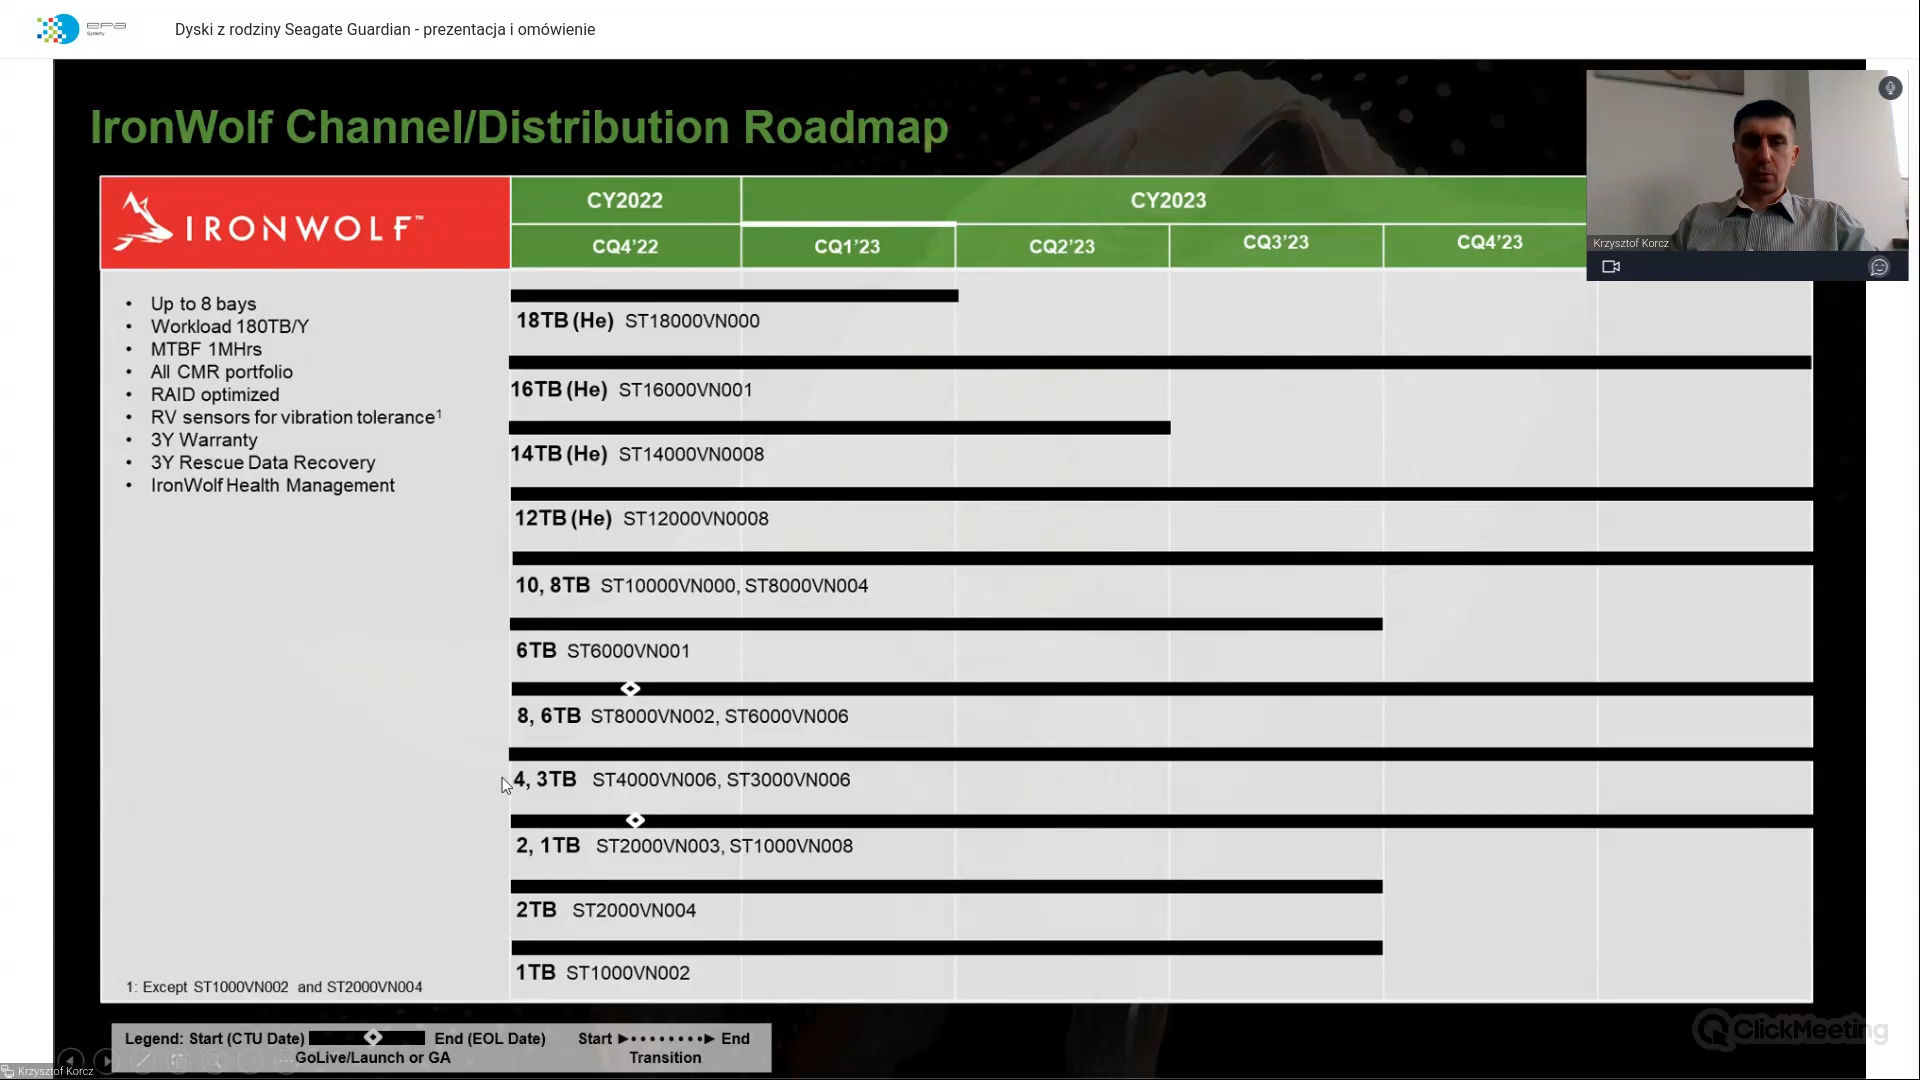 epa
Systemy
Dyski z rodziny Seagate Guardian - prezentacja i omówienie
IronWolf Channel/Distribution Roadmap
IRONWOLF™
CY2022
CY2023
CQ4'22
CQ1'23
CQ2'23
CQ3'23
CQ4'23
Krzysztof Korcz
• Up to 8 bays
• Workload 180TB/Y
• MTBF 1MHrs
• All CMR portfolio
• RAID optimized
• RV sensors for vibration tolerance¹
• 3Y Warranty
• 3Y Rescue Data Recovery
• IronWolf Health Management
1: Except ST1000VN002 and ST2000VN004
18TB (He) ST18000VN000
16TB (He) ST16000VN001
14TB (He) ST14000VN0008
12TB (He) ST12000VN0008
10, 8TB ST10000VN000, ST8000VN004
6TB ST6000VN001
8, 6TB ST8000VN002, ST6000VN006
4, 3TB ST4000VN006, ST3000VN006
2, 1TB ST2000VN003, ST1000VN008
2TB ST2000VN004
1TB ST1000VN002
Legend: Start (CTU Date) End (EOL Date) Start End
GoLive/Launch or GA Transition
ClickMeeting
Krzysztof Korcz